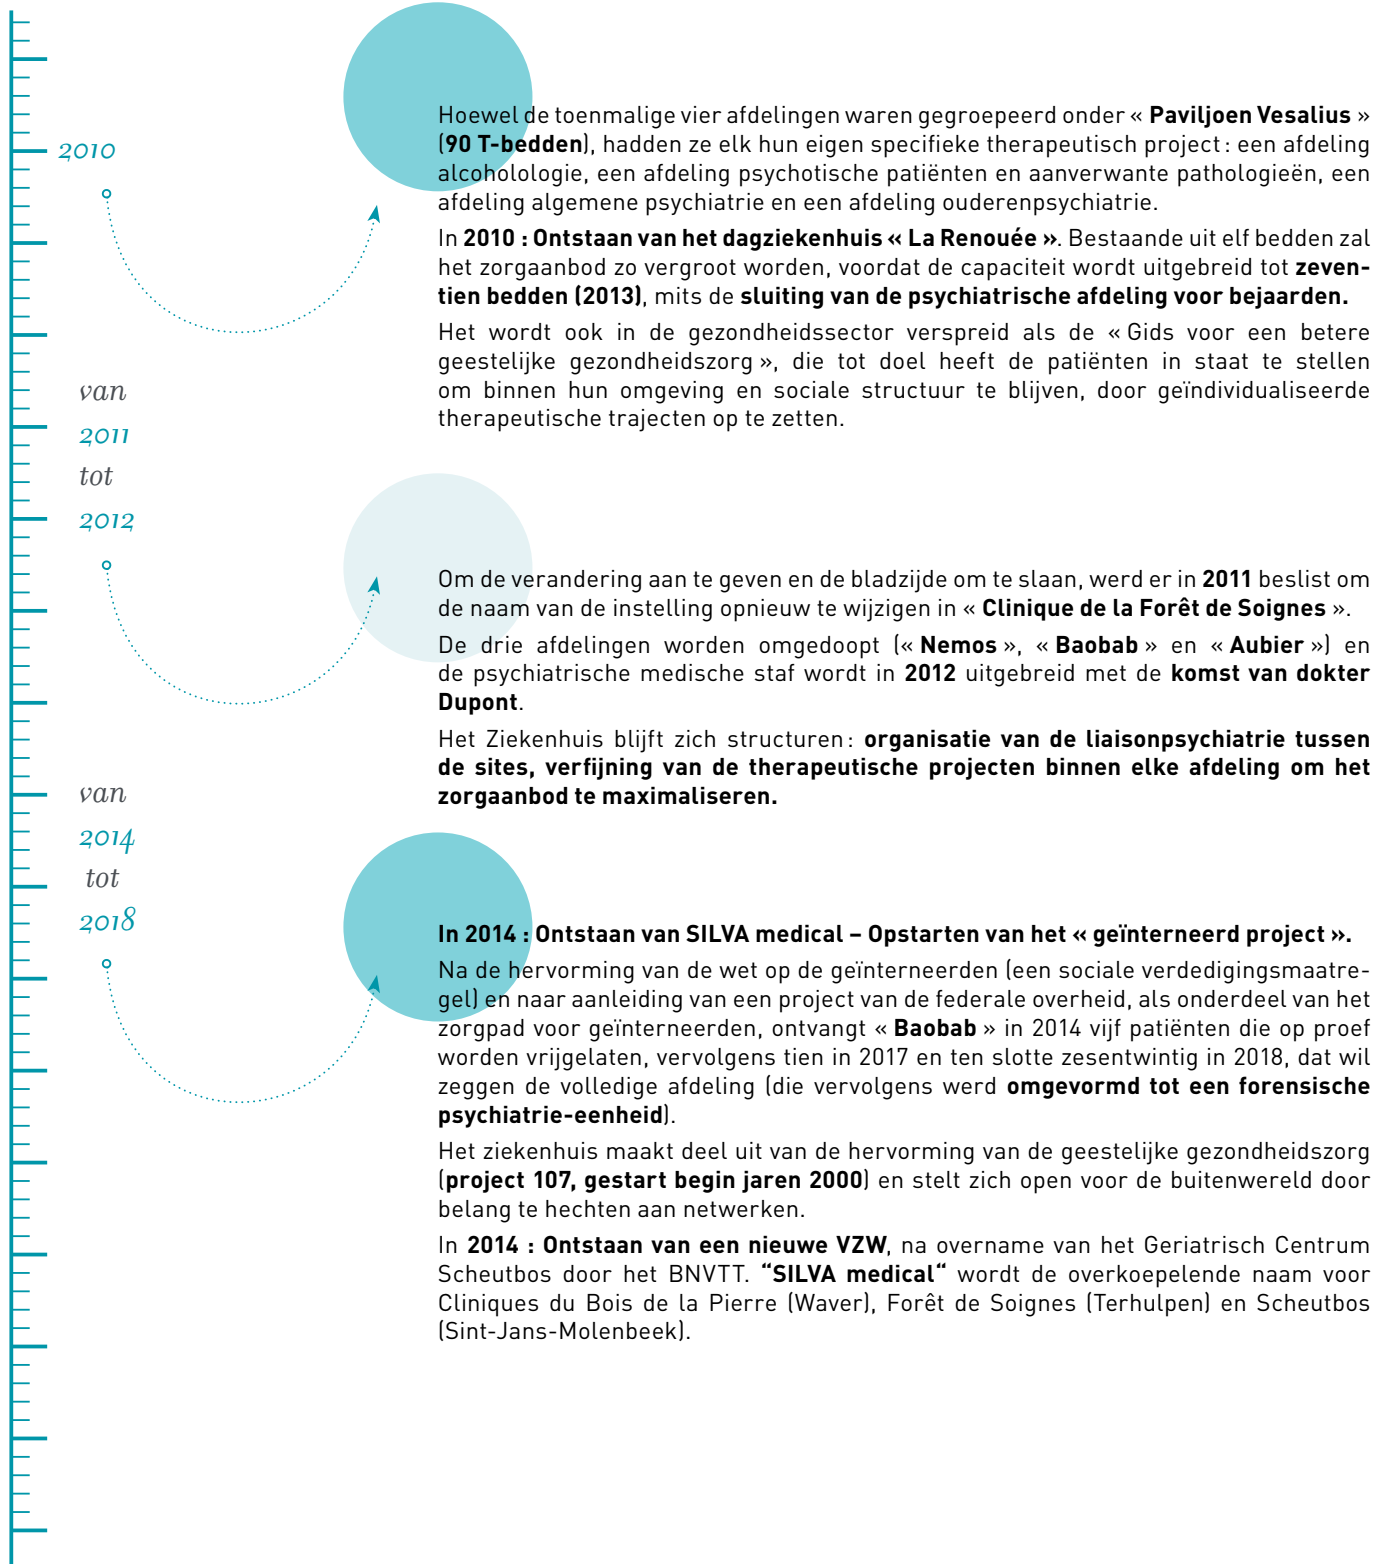 2010
Hoewel de toenmalige vier afdelingen waren gegroepeerd onder « Paviljoen Vesalius »
(90 T-bedden), hadden ze elk hun eigen specifieke therapeutisch project : een afdeling
alcoholologie, een afdeling psychotische patiënten en aanverwante pathologieën, een
afdeling algemene psychiatrie en een afdeling ouderenpsychiatrie.
In 2010 : Ontstaan van het dagziekenhuis « La Renouée ». Bestaande uit elf bedden zal
het zorgaanbod zo vergroot worden, voordat de capaciteit wordt uitgebreid tot zeven-
tien bedden (2013), mits de sluiting van de psychiatrische afdeling voor bejaarden.
Het wordt ook in de gezondheidssector verspreid als de « Gids voor een betere
geestelijke gezondheidszorg », die tot doel heeft de patiënten in staat te stellen
om binnen hun omgeving en sociale structuur te blijven, door geïndividualiseerde
therapeutische trajecten op te zetten.
van
2011
tot
2012
Om de verandering aan te geven en de bladzijde om te slaan, werd er in 2011 beslist om
de naam van de instelling opnieuw te wijzigen in « Clinique de la Forêt de Soignes ».
De drie afdelingen worden omgedoopt (« Nemos », « Baobab » en « Aubier ») en
de psychiatrische medische staf wordt in 2012 uitgebreid met de komst van dokter
Dupont.
Het Ziekenhuis blijft zich structuren : organisatie van de liaisonpsychiatrie tussen
de sites, verfijning van de therapeutische projecten binnen elke afdeling om het
zorgaanbod te maximaliseren.
van
2014
tot
2018
In 2014 : Ontstaan van SILVA medical – Opstarten van het « geïnterneerd project ».
Na de hervorming van de wet op de geïnterneerden (een sociale verdedigingsmaatre-
gel) en naar aanleiding van een project van de federale overheid, als onderdeel van het
zorgpad voor geïnterneerden, ontvangt « Baobab » in 2014 vijf patiënten die op proef
worden vrijgelaten, vervolgens tien in 2017 en ten slotte zesentwintig in 2018, dat wil
zeggen de volledige afdeling (die vervolgens werd omgevormd tot een forensische
psychiatrie-eenheid).
Het ziekenhuis maakt deel uit van de hervorming van de geestelijke gezondheidszorg
(project 107, gestart begin jaren 2000) en stelt zich open voor de buitenwereld door
belang te hechten aan netwerken.
In 2014 : Ontstaan van een nieuwe VZW, na overname van het Geriatrisch Centrum
Scheutbos door het BNVTT. “SILVA medical“ wordt de overkoepelende naam voor
Cliniques du Bois de la Pierre (Waver), Forêt de Soignes (Terhulpen) en Scheutbos
(Sint-Jans-Molenbeek).